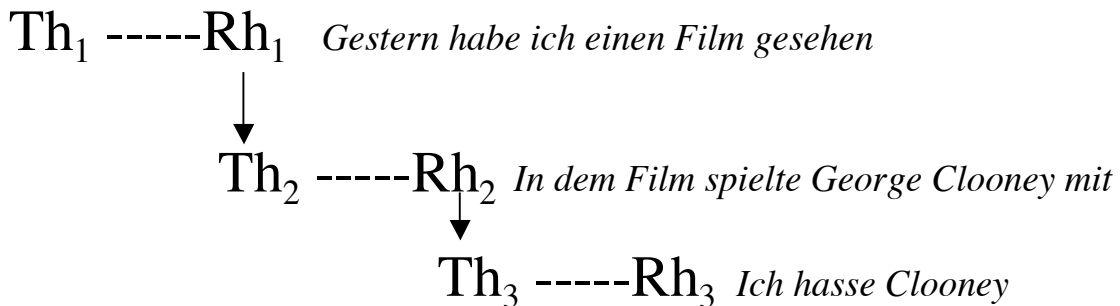 Th₁ -----Rh₁ Gestern habe ich einen Film gesehen
Th₂ -----Rh₂ In dem Film spielte George Clooney mit
Th₃ -----Rh₃ Ich hasse Clooney